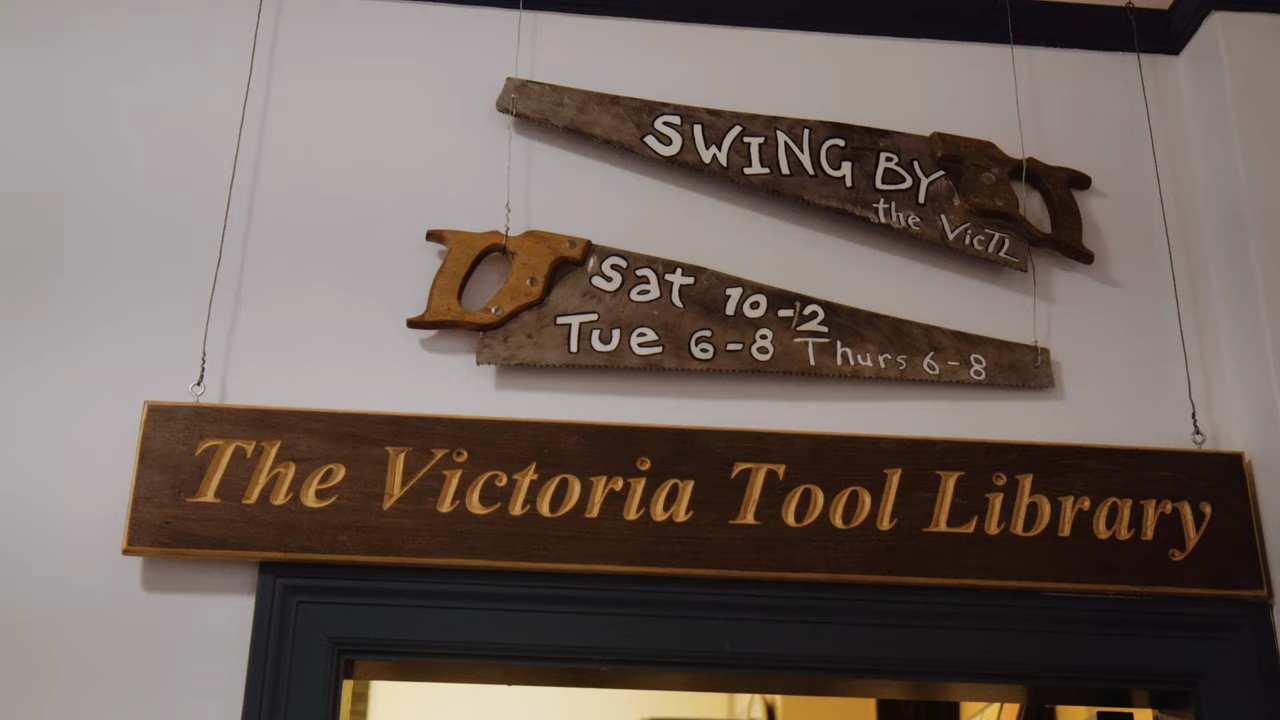 SWING BY
the VicTL
Sat 10-12
Tue 6-8 Thurs 6-8
The Victoria Tool Library